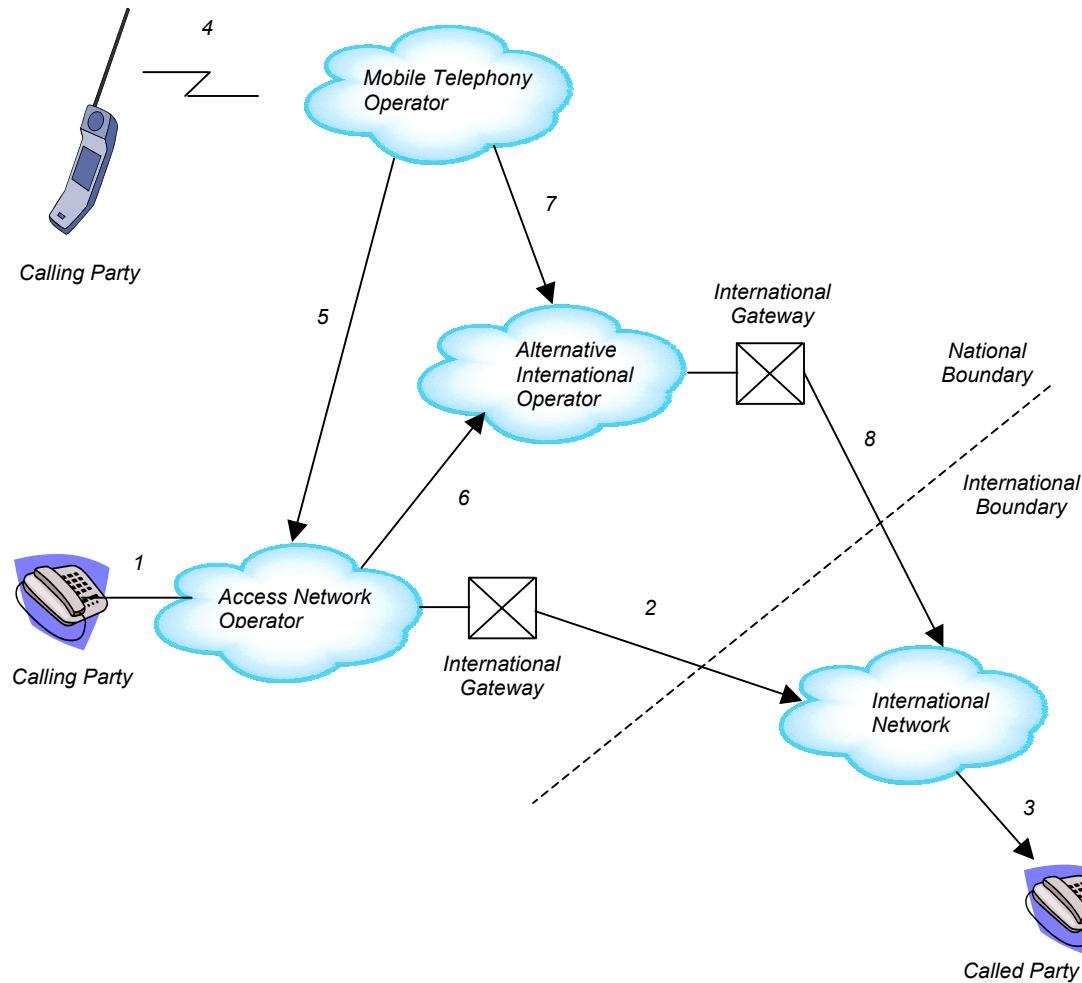 4
Mobile Telephony
Operator
Calling Party
7
5
International
Gateway
Alternative
International
Operator
National
Boundary
8
International
Boundary
6
1
Access Network
Operator
2
Calling Party
International
Gateway
International
Network
3
Called Party